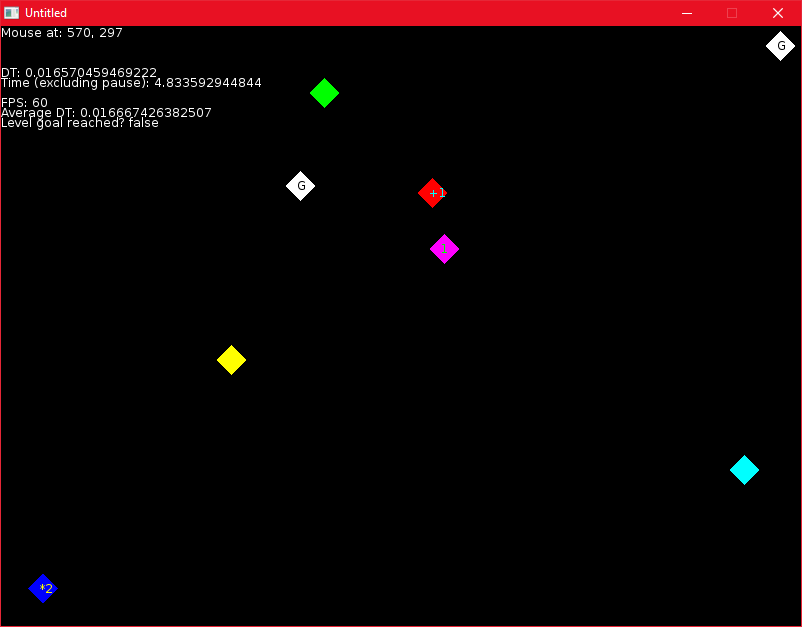 Untitled
Mouse at: 570, 297
G
DT: 0.016570459469222
Time (excluding pause): 4.833592944844
FPS: 60
Average DT: 0.016667426382507
Level goal reached? false
G
+1
1
*2